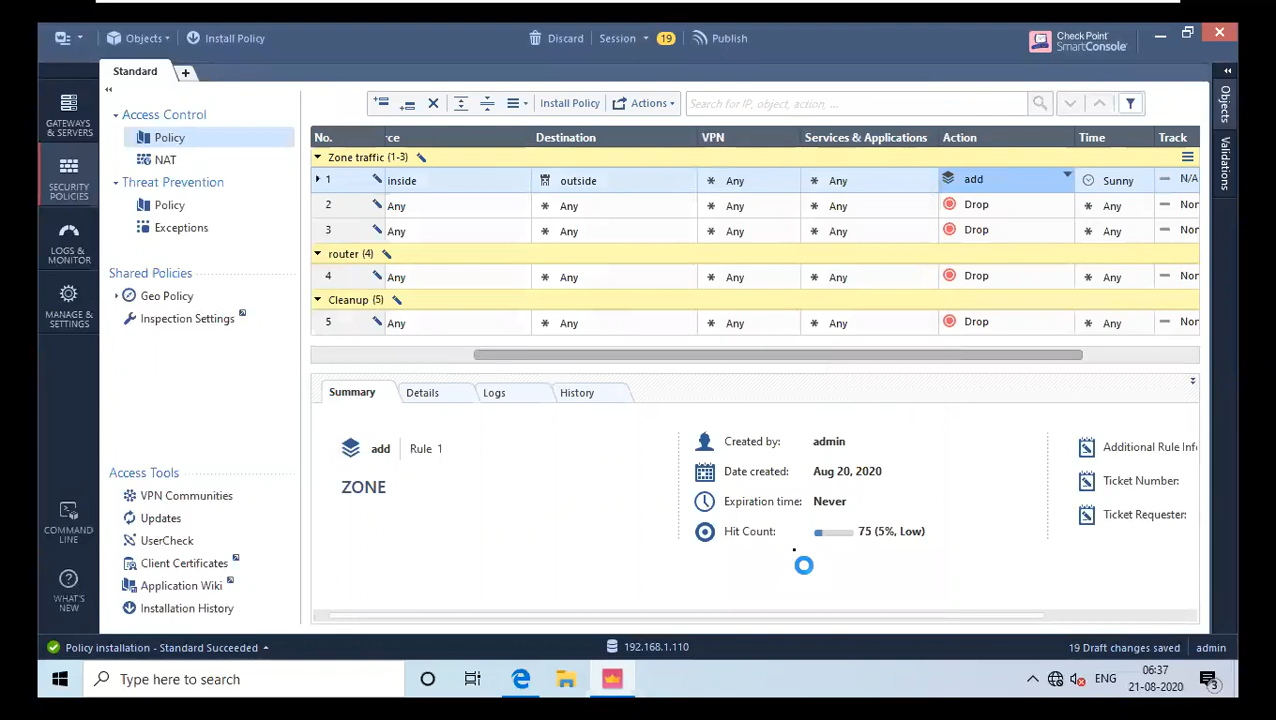 Objects
Install Policy
Discard
Session
19
Publish
Check Point
SmartConsole
Standard
Access Control
Policy
NAT
Threat Prevention
Policy
Exceptions
Shared Policies
Geo Policy
Inspection Settings
Access Tools
VPN Communities
Updates
UserCheck
Client Certificates
Application Wiki
Installation History
GATEWAYS
& SERVERS
SECURITY
POLICIES
LOGS &
MONITOR
MANAGE &
SETTINGS
COMMAND
LINE
WHAT'S
NEW
Install Policy
Actions
Search for IP, object, action, ...
No. ce Destination VPN Services & Applications Action Time Track
Zone traffic (1-3)
1 inside outside Any Any add Sunny N/A
2 Any Any Any Any Drop Any Nor
3 Any Any Any Any Drop Any Nor
router (4)
4 Any Any Any Any Drop Any Nor
Cleanup (5)
5 Any Any Any Any Drop Any Nor
Summary Details Logs History
add Rule 1
ZONE
Created by: admin
Date created: Aug 20, 2020
Expiration time: Never
Hit Count: 75 (5%, Low)
Additional Rule Info
Ticket Number:
Ticket Requester:
Objects
Validations
Policy installation - Standard Succeeded
192.168.1.110
19 Draft changes saved
admin
Type here to search
ENG
06:37
21-08-2020
3